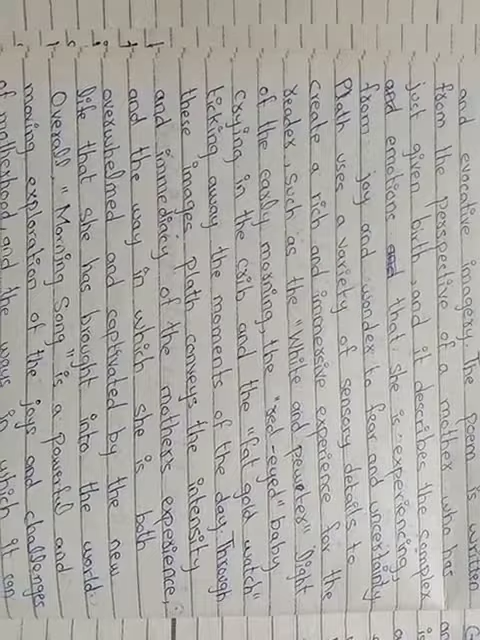 and evocative imagery. The poem is written
from the perspective of a mother who has
just given birth, and it describes the complex
and emotions that she is experiencing,
from joy and wonder to fear and uncertainty
Plath uses a variety of sensory details to
create a rich and immersive experience for the
reader, such as the "White and pewter" light
of the early morning, the "red-eyed" baby
crying in the crib and the "fat gold watch"
ticking away the moments of the day. Through
these images Plath conveys the intensity
and immediacy of the mother's experience,
and the way in which she is both
overwhelmed and captivated by the new
life that she has brought into the world.
Overall, "Morning Song" is a powerful and
moving exploration of the joys and challenges
of motherhood, and the ways in which it can